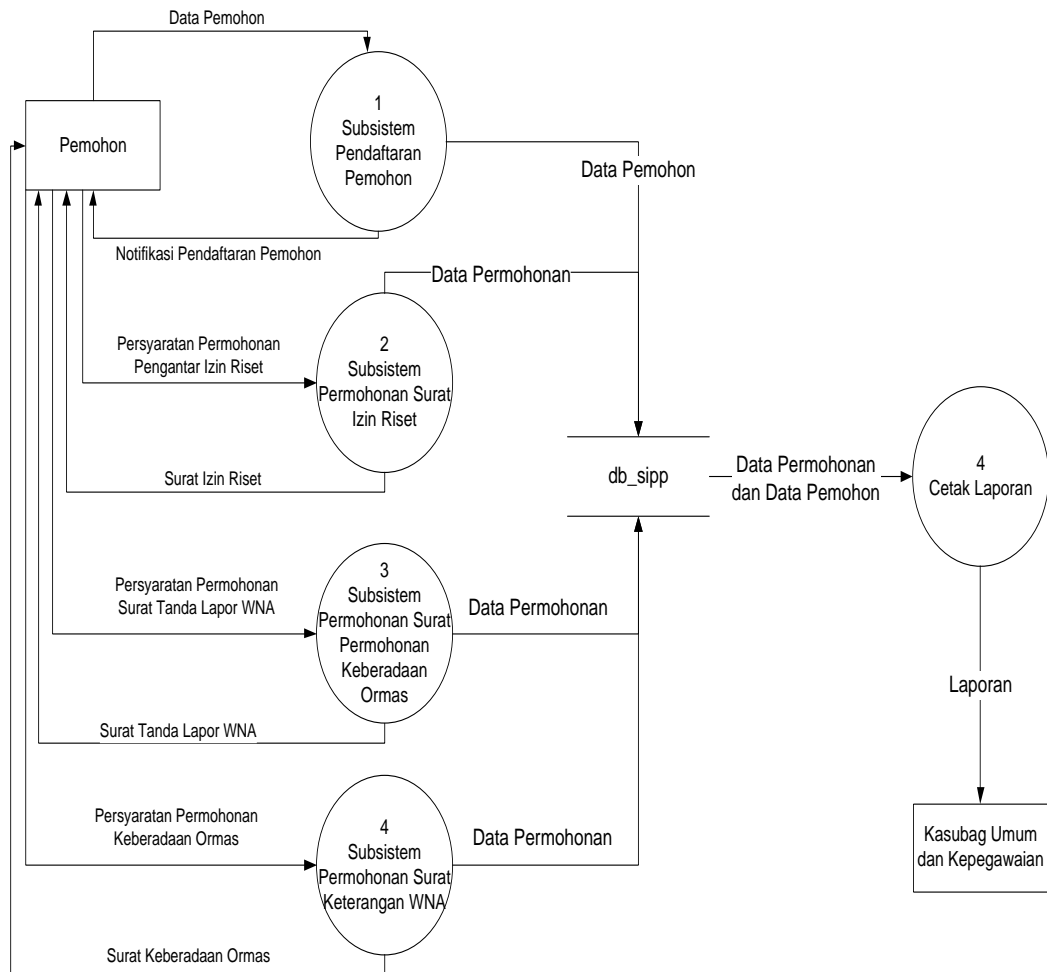 Data Pemohon
Pemohon
1
Subsistem
Pendaftaran
Pemohon
Data Pemohon
Notifikasi Pendaftaran Pemohon
Data Permohonan
Persyaratan Permohonan
Pengantar Izin Riset
2
Subsistem
Permohonan Surat
Izin Riset
Surat Izin Riset
db_sipp
Data Permohonan
dan Data Pemohon
4
Cetak Laporan
Persyaratan Permohonan
Surat Tanda Lapor WNA
3
Subsistem
Permohonan Surat
Permohonan
Keberadaan
Ormas
Data Permohonan
Surat Tanda Lapor WNA
Laporan
Persyaratan Permohonan
Keberadaan Ormas
4
Subsistem
Permohonan Surat
Keterangan WNA
Data Permohonan
Kasubag Umum
dan Kepegawaian
Surat Keberadaan Ormas